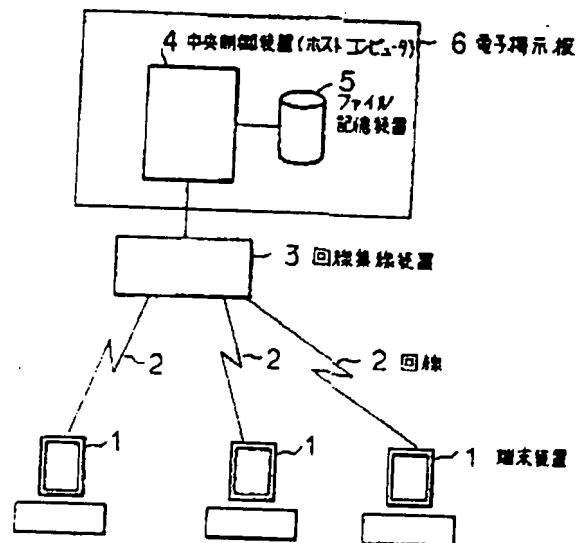 4 中央制御装置(ホストコンピュータ)
6 電子掲示板
5
ファイル
記憶装置
3 回線集線装置
2
2
2 回線
1
1
1 端末装置